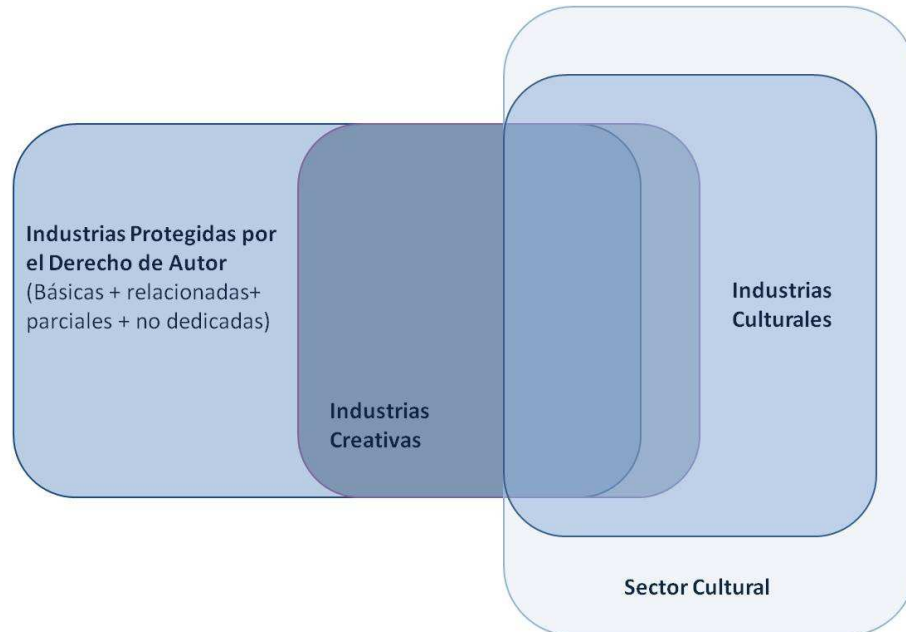 Industrias Protegidas por
el Derecho de Autor
(Básicas + relacionadas+
parciales + no dedicadas)
Industrias
Creativas
Industrias
Culturales
Sector Cultural